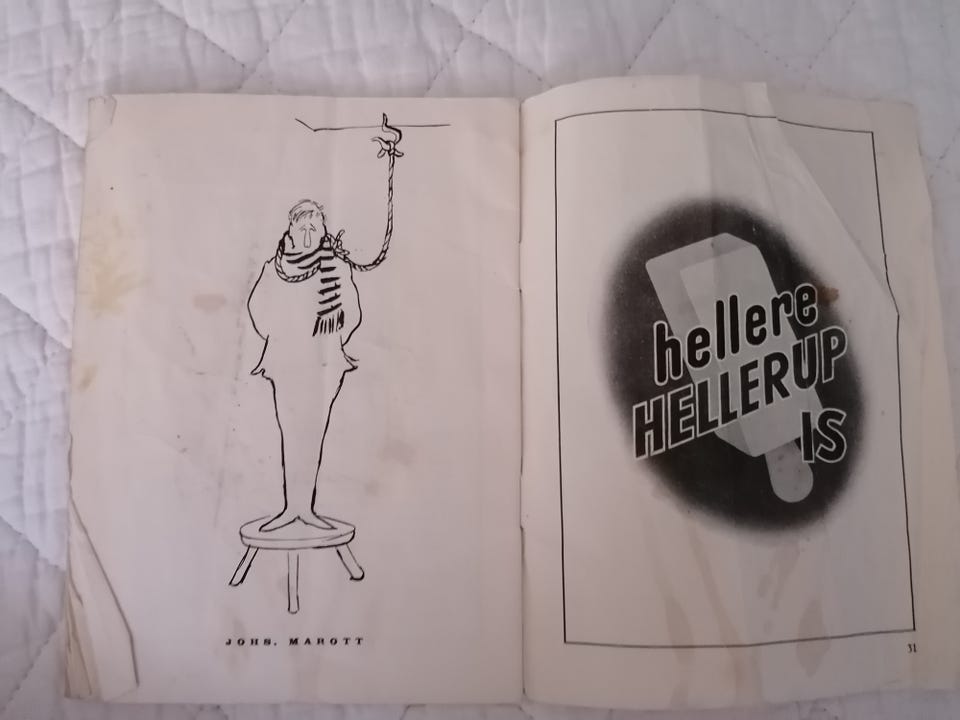 JOHS. MAROTT
hellere
HELLERUP
IS
31